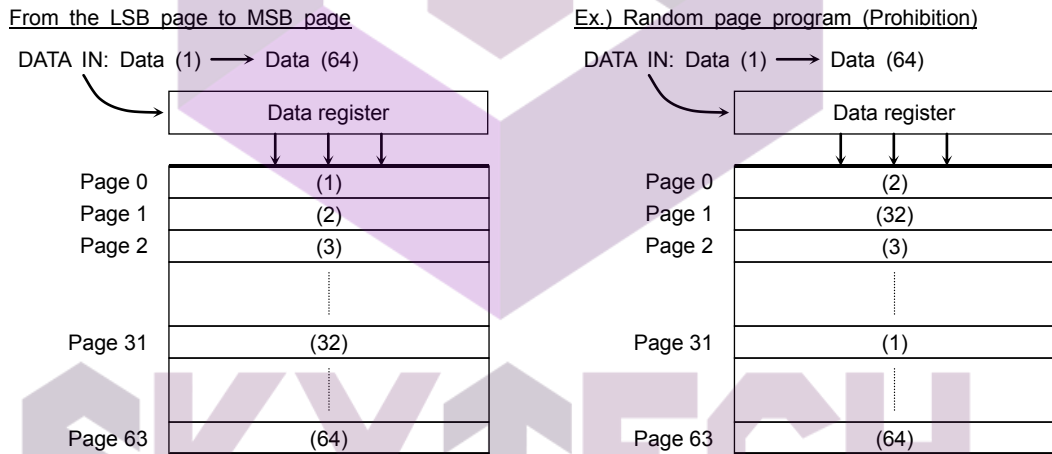 From the LSB page to MSB page
DATA IN: Data (1) Data (64)
Data register
Page 0 (1)
Page 1 (2)
Page 2 (3)
Page 31 (32)
Page 63 (64)
Ex.) Random page program (Prohibition)
DATA IN: Data (1) Data (64)
Data register
Page 0 (2)
Page 1 (32)
Page 2 (3)
Page 31 (1)
Page 63 (64)
SKYTECH